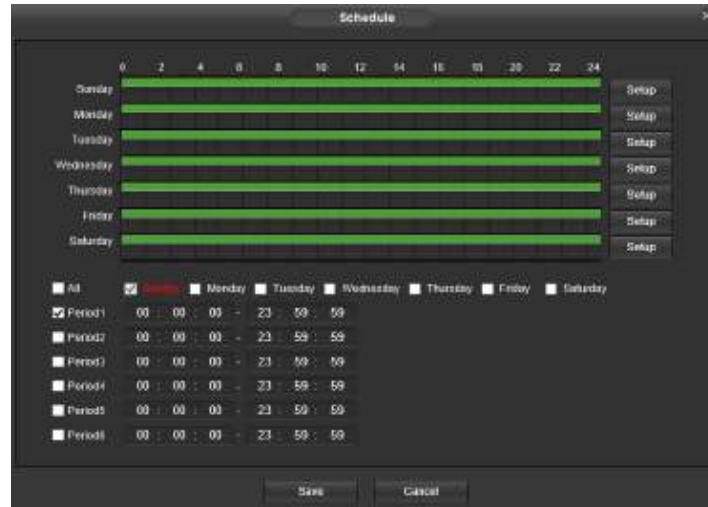 Schedule
0 2 4 6 8 10 12 14 16 18 20 22 24
Sunday Setup
Monday Setup
Tuesday Setup
Wednesday Setup
Thursday Setup
Friday Setup
Saturday Setup
All Sunday Monday Tuesday Wednesday Thursday Friday Saturday
Period1 00 : 00 : 00 - 23 : 59 : 59
Period2 00 : 00 : 00 - 23 : 59 : 59
Period3 00 : 00 : 00 - 23 : 59 : 59
Period4 00 : 00 : 00 - 23 : 59 : 59
Period5 00 : 00 : 00 - 23 : 59 : 59
Period6 00 : 00 : 00 - 23 : 59 : 59
Save Cancel